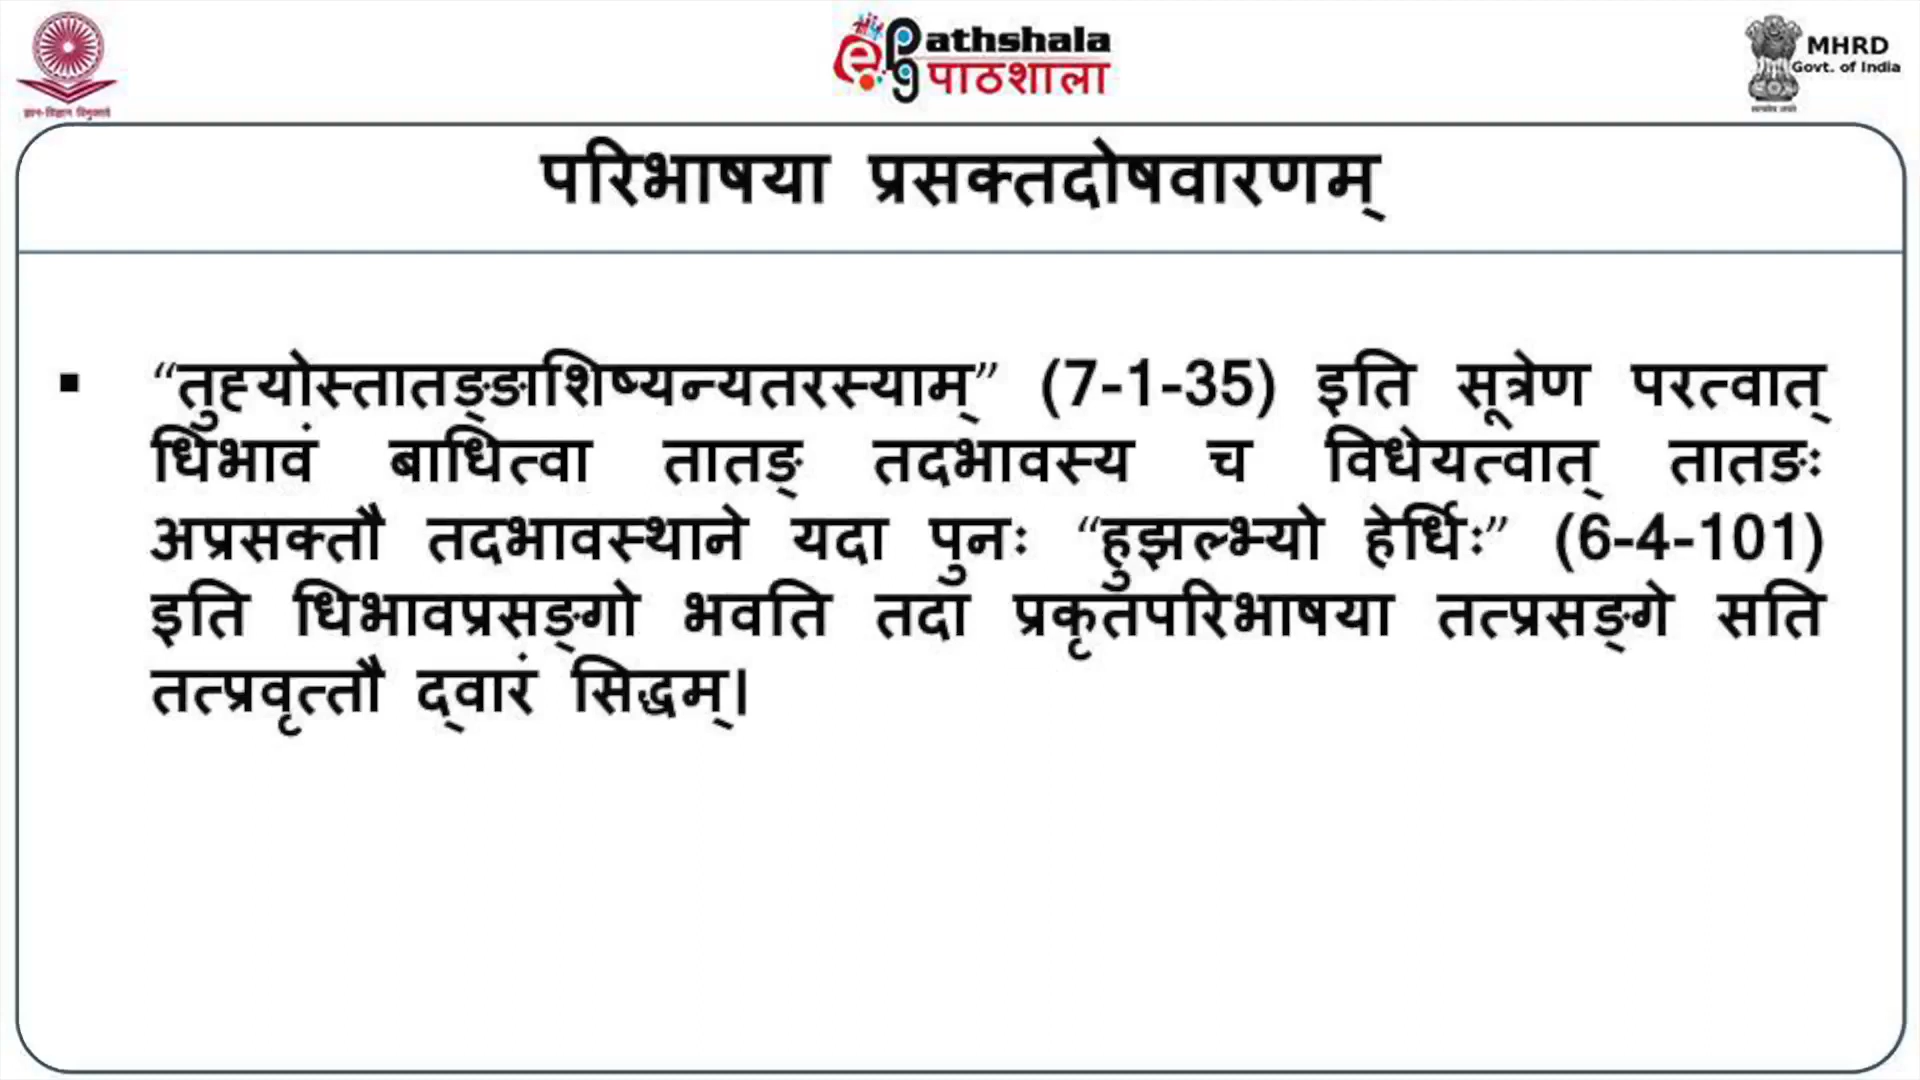 Pathshala
पाठशाला
MHRD
Govt. of India
परिभाषया प्रसक्तदोषवारणम्
▪ “तुह्योस्तातङ्ङाशिष्यन्यतरस्याम्” (7-1-35) इति सूत्रेण परत्वात्
धिभावं बाधित्वा तातङ् तदभावस्य च विधेयत्वात् तातङः
अप्रसक्तौ तदभावस्थाने यदा पुनः “हुझल्भ्यो हेर्धिः” (6-4-101)
इति धिभावप्रसङ्गो भवति तदा प्रकृतपरिभाषया तत्प्रसङ्गे सति
तत्प्रवृत्तौ द्वारं सिद्धम्।